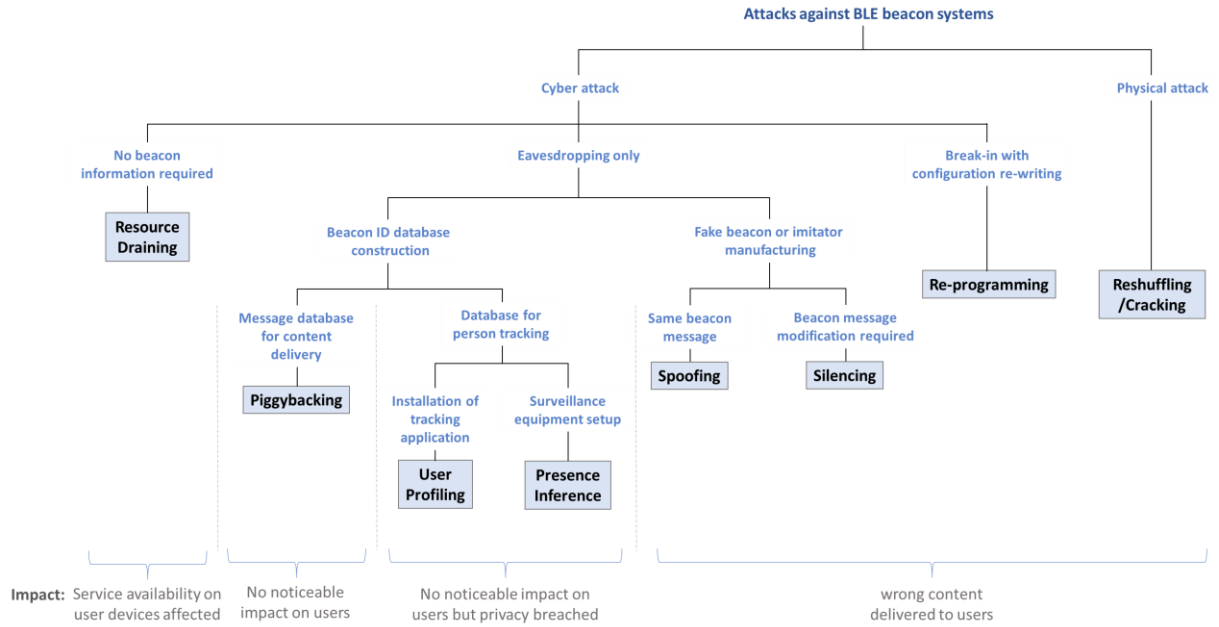 Attacks against BLE beacon systems
Cyber attack
Physical attack
No beacon
information required
Eavesdropping only
Break-in with
configuration re-writing
Resource
Draining
Beacon ID database
construction
Fake beacon or imitator
manufacturing
Re-programming
Reshuffling
/Cracking
Message database
for content
delivery
Database for
person tracking
Same beacon
message
Beacon message
modification required
Piggybacking
Spoofing
Silencing
Installation of
tracking
application
Surveillance
equipment setup
User
Profiling
Presence
Inference
Impact:
Service availability on
user devices affected
No noticeable
impact on users
No noticeable impact on
users but privacy breached
wrong content
delivered to users